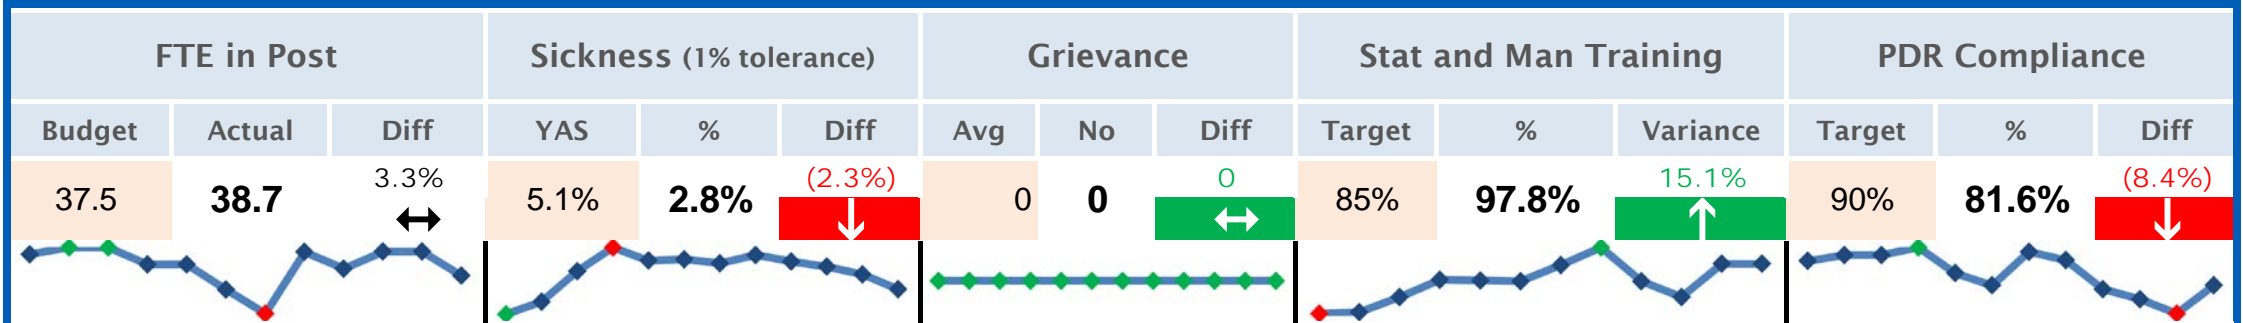 FTE in Post Sickness (1% tolerance) Grievance Stat and Man Training PDR Compliance
Budget Actual Diff YAS % Diff Avg No Diff Target % Variance Target % Diff
3.3% (2.3%) 0 15.1% (8.4%)
37.5 38.7 5.1% 2.8% 0 0 85% 97.8% 90% 81.6%